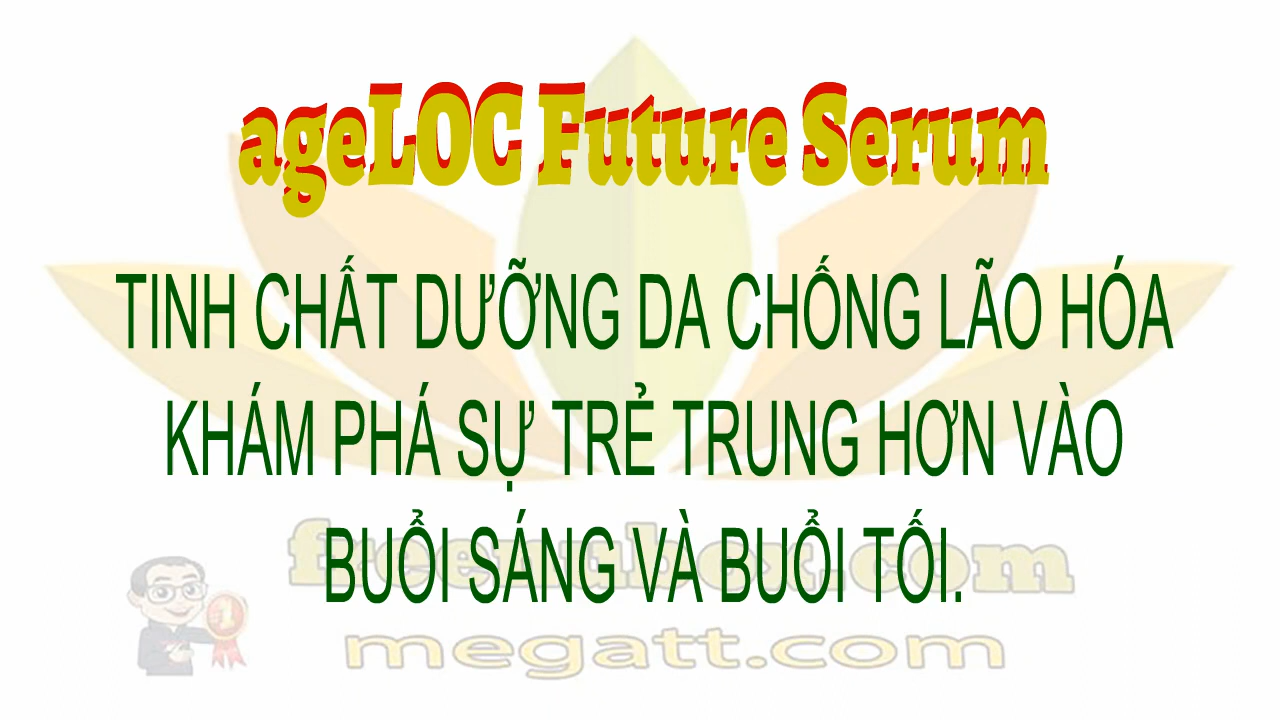 ageLOC Future Serum
TINH CHẤT DƯỠNG DA CHỐNG LÃO HÓA
KHÁM PHÁ SỰ TRẺ TRUNG HƠN VÀO
BUỔI SÁNG VÀ BUỔI TỐI.
megatt.com
1